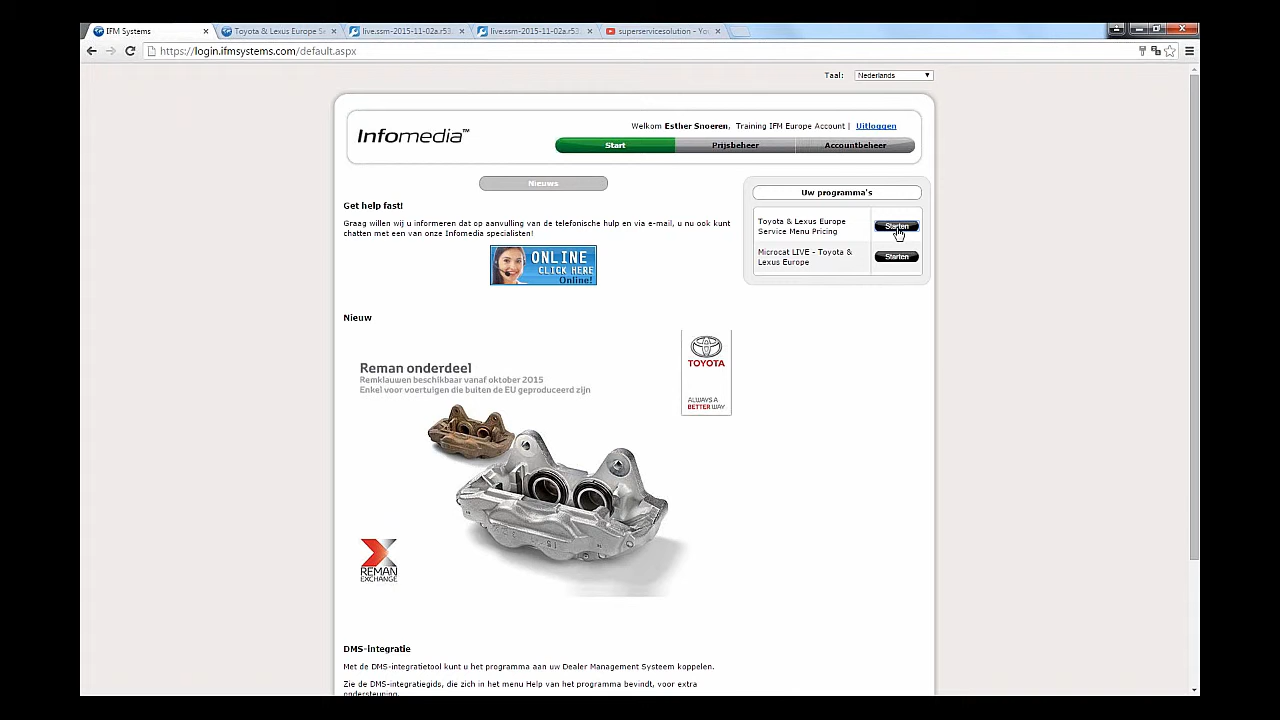 IFM Systems
Toyota & Lexus Europe Se
live.ssm-2015-11-02a.r53
live.ssm-2015-11-02a.r53
superservicesolution - Yo
https://login.ifmsystems.com/default.aspx
Taal: Nederlands
Infomedia™
Welkom Esther Snoeren, Training IFM Europe Account | Uitloggen
Start Prijsbeheer Accountbeheer
Nieuws
Get help fast!
Graag willen wij u informeren dat op aanvulling van de telefonische hulp en via e-mail, u nu ook kunt
chatten met een van onze Infomedia specialisten!
ONLINE
CLICK HERE
Online!
Uw programma's
Toyota & Lexus Europe
Service Menu Pricing
Starten
Microcat LIVE - Toyota &
Lexus Europe
Starten
Nieuw
Reman onderdeel
Remklauwen beschikbaar vanaf oktober 2015
Enkel voor voertuigen die buiten de EU geproduceerd zijn
TOYOTA
ALWAYS A
BETTER WAY
REMAN
EXCHANGE
DMS-integratie
Met de DMS-integratietool kunt u het programma aan uw Dealer Management Systeem koppelen.
Zie de DMS-integratiegids, die zich in het menu Help van het programma bevindt, voor extra
ondersteuning.